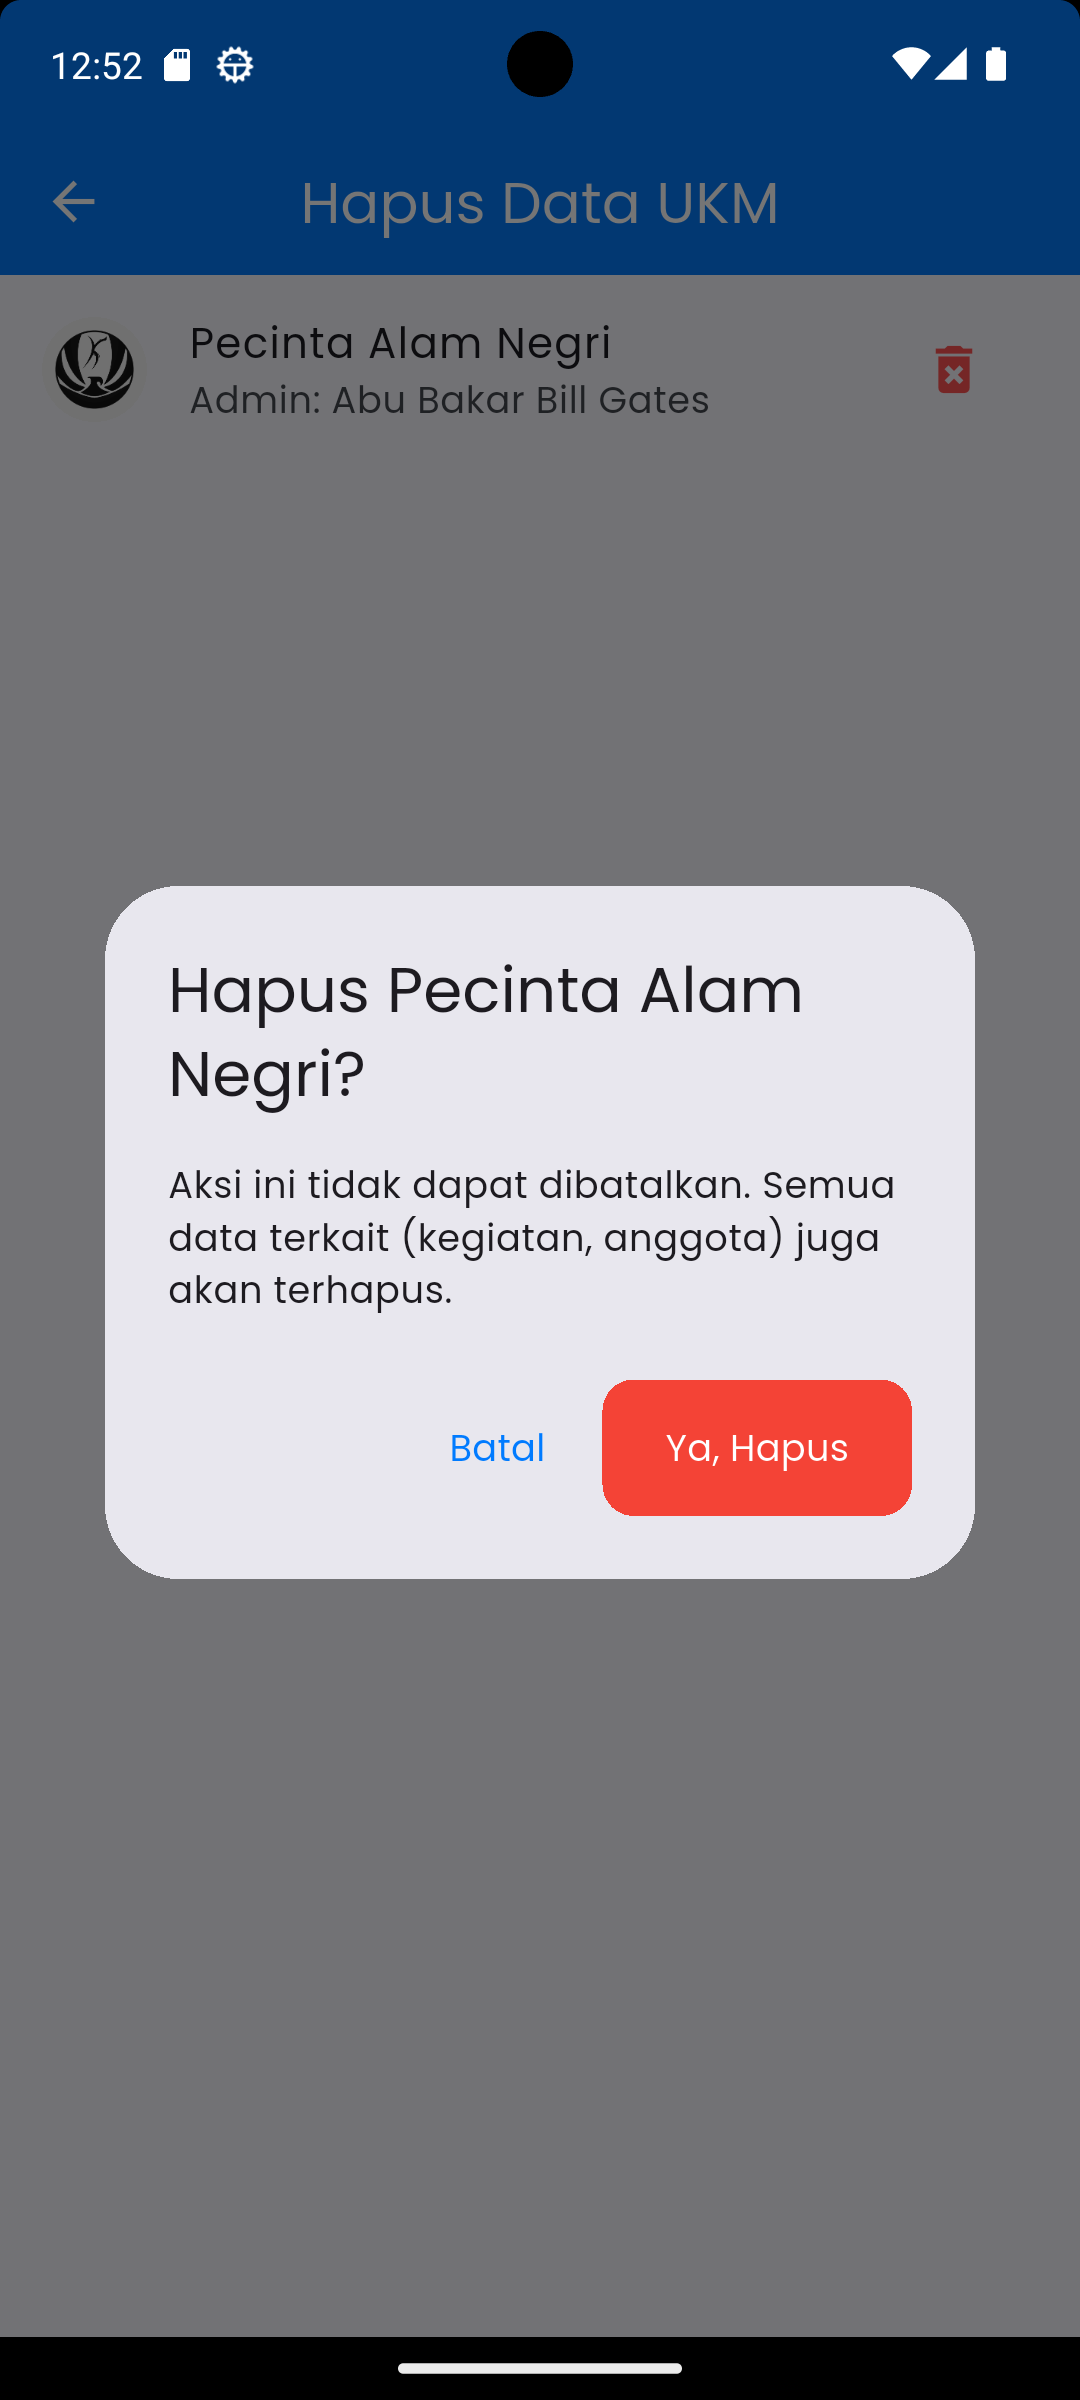 12:52
Hapus Data UKM
Pecinta Alam Negri
Admin: Abu Bakar Bill Gates
Hapus Pecinta Alam
Negri?
Aksi ini tidak dapat dibatalkan. Semua
data terkait (kegiatan, anggota) juga
akan terhapus.
Batal
Ya, Hapus